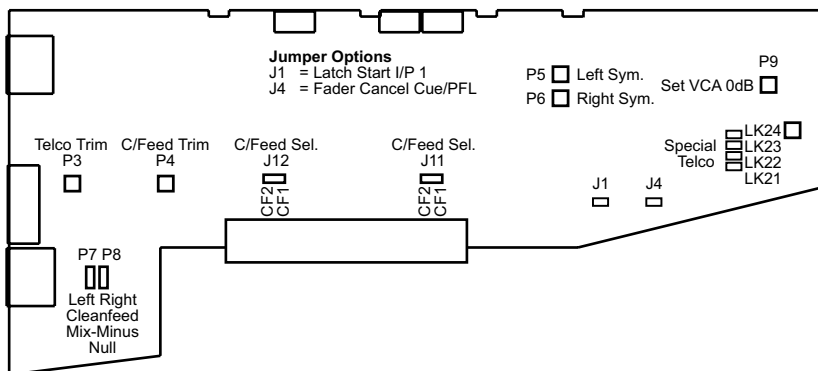 Jumper Options
J1 = Latch Start I/P 1
J4 = Fader Cancel Cue/PFL
P5 Left Sym.
P6 Right Sym.
P9
Set VCA 0dB
Telco Trim
P3
C/Feed Trim
P4
C/Feed Sel.
J12
CF2
CF1
C/Feed Sel.
J11
CF2
CF1
Special
Telco
LK24
LK23
LK22
LK21
J1
J4
P7 P8
Left Right
Cleanfeed
Mix-Minus
Null